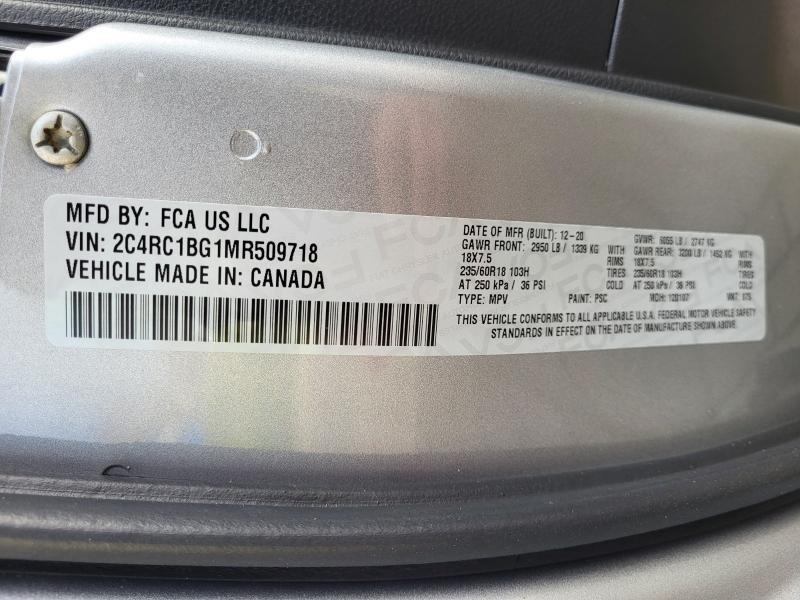 MFD BY: FCA US LLC
VIN: 2C4RC1BG1MR509718
VEHICLE MADE IN: CANADA
DATE OF MFR (BUILT): 12-20 GVWR: 6055 LB / 2747 KG
GAWR FRONT: 2950 LB / 1339 KG WITH GAWR REAR: 3200 LB / 1452 KG WITH
18X7.5 RIMS 18X7.5 RIMS
235/60R18 103H TIRES 235/60R18 103H TIRES
AT 250 kPa / 36 PSI COLD AT 250 kPa / 36 PSI COLD
TYPE: MPV PAINT: PSC MDH: 120107
THIS VEHICLE CONFORMS TO ALL APPLICABLE U.S.A. FEDERAL MOTOR VEHICLE SAFETY
STANDARDS IN EFFECT ON THE DATE OF MANUFACTURE SHOWN ABOVE.